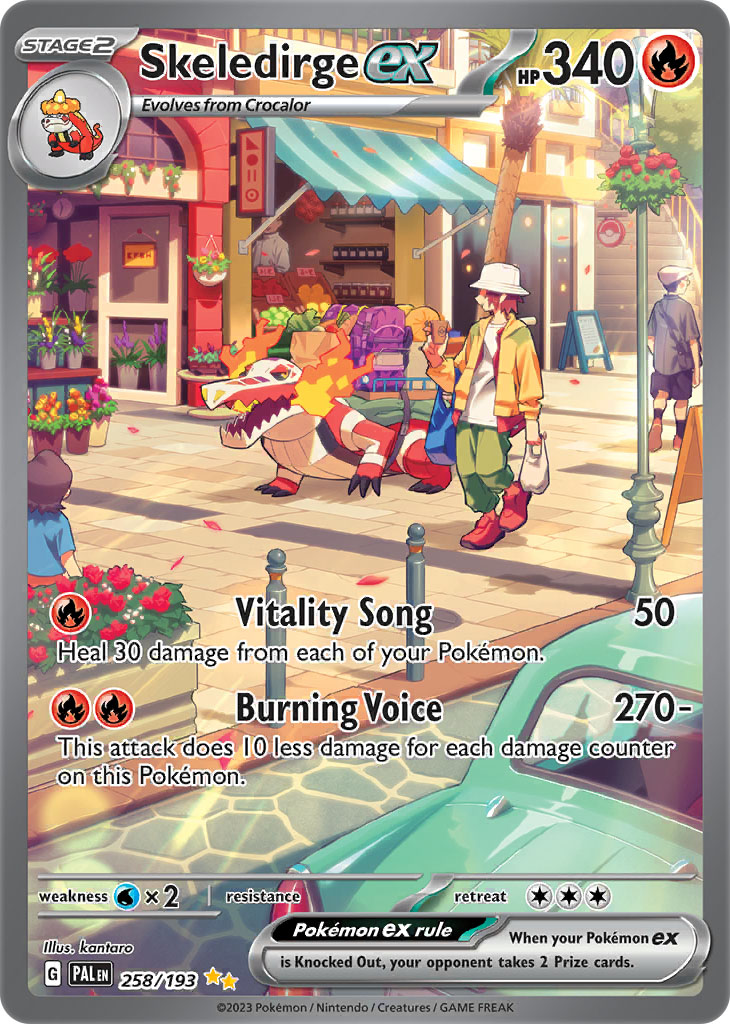 STAGE2
Skeledirge ex
HP 340
Evolves from Crocalor
OPEN
Vitality Song 50
Heal 30 damage from each of your Pokémon.
Burning Voice 270-
This attack does 10 less damage for each damage counter
on this Pokémon.
weakness ×2 resistance retreat
Illus. kantaro
Pokémon ex rule
When your Pokémon ex
is Knocked Out, your opponent takes 2 Prize cards.
G PAL EN 258/193
©2023 Pokémon / Nintendo / Creatures / GAME FREAK